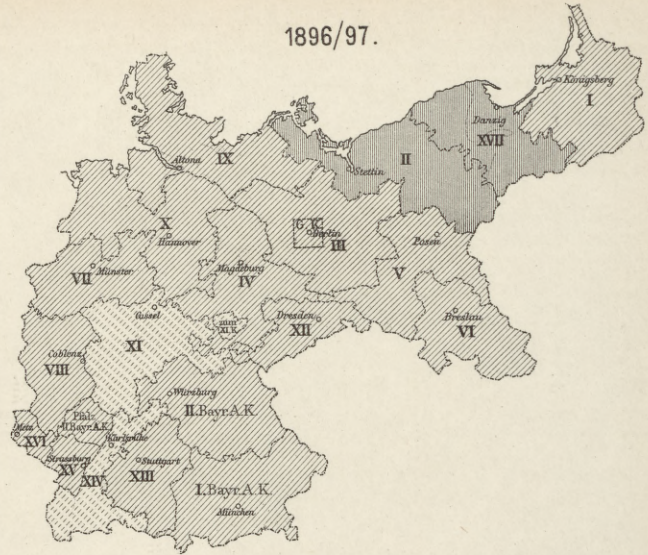 1896/97.
Königsberg
I
Danzig
XVII
IX
II
Altona
Stettin
X
Hannover
G. K.
Berlin
III
Posen
V
Magdeburg
IV
VII
Münster
Cassel
zum
XI.K.
Dresden
XII
Breslau
VI
XI
Coblenz
VIII
Würzburg
II.Bayr.A.K.
Pfalz
II Bayr.A.K.
Metz
XVI
Karlsruhe
Strassburg
XV
XIV
Stuttgart
XIII
I.Bayr.A.K.
München